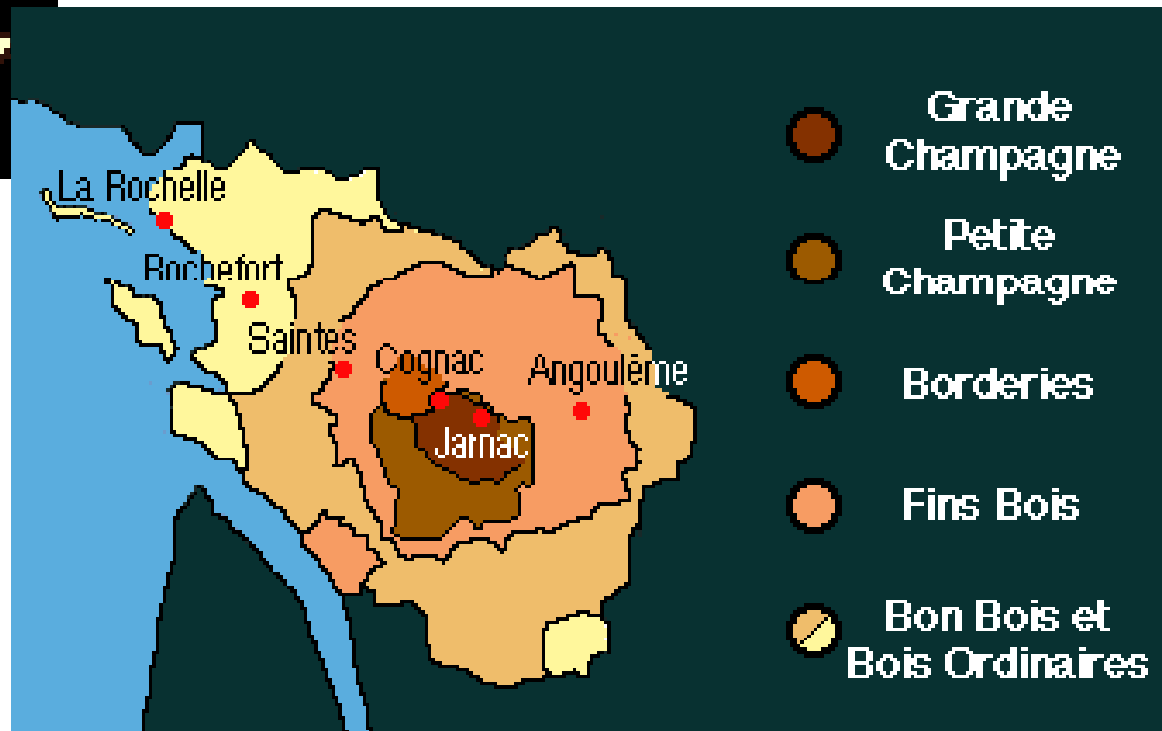 La Rochelle
Rochefort
Saintes
Cognac
Angoulême
Jarnac
Grande
Champagne
Petite
Champagne
Borderies
Fins Bois
Bon Bois et
Bois Ordinaires